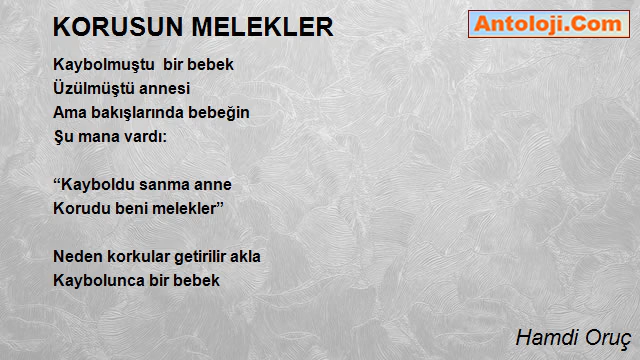 KORUSUN MELEKLER
Antoloji.Com
Kaybolmuştu  bir bebek
Üzülmüştü annesi
Ama bakışlarında bebeğin
Şu mana vardı:
“Kayboldu sanma anne
Korudu beni melekler”
Neden korkular getirilir akla
Kaybolunca bir bebek
Hamdi Oruç